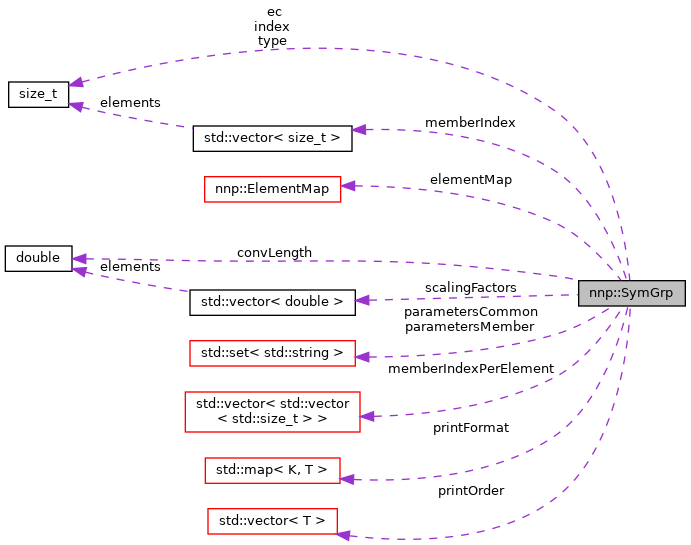 ec
index
type
size_t
elements
std::vector< size_t >
memberIndex
elementMap
nnp::ElementMap
convLength
double
elements
scalingFactors
std::vector< double >
nnp::SymGrp
parametersCommon
parametersMember
std::set< std::string >
memberIndexPerElement
std::vector< std::vector
< std::size_t > >
printFormat
std::map< K, T >
printOrder
std::vector< T >